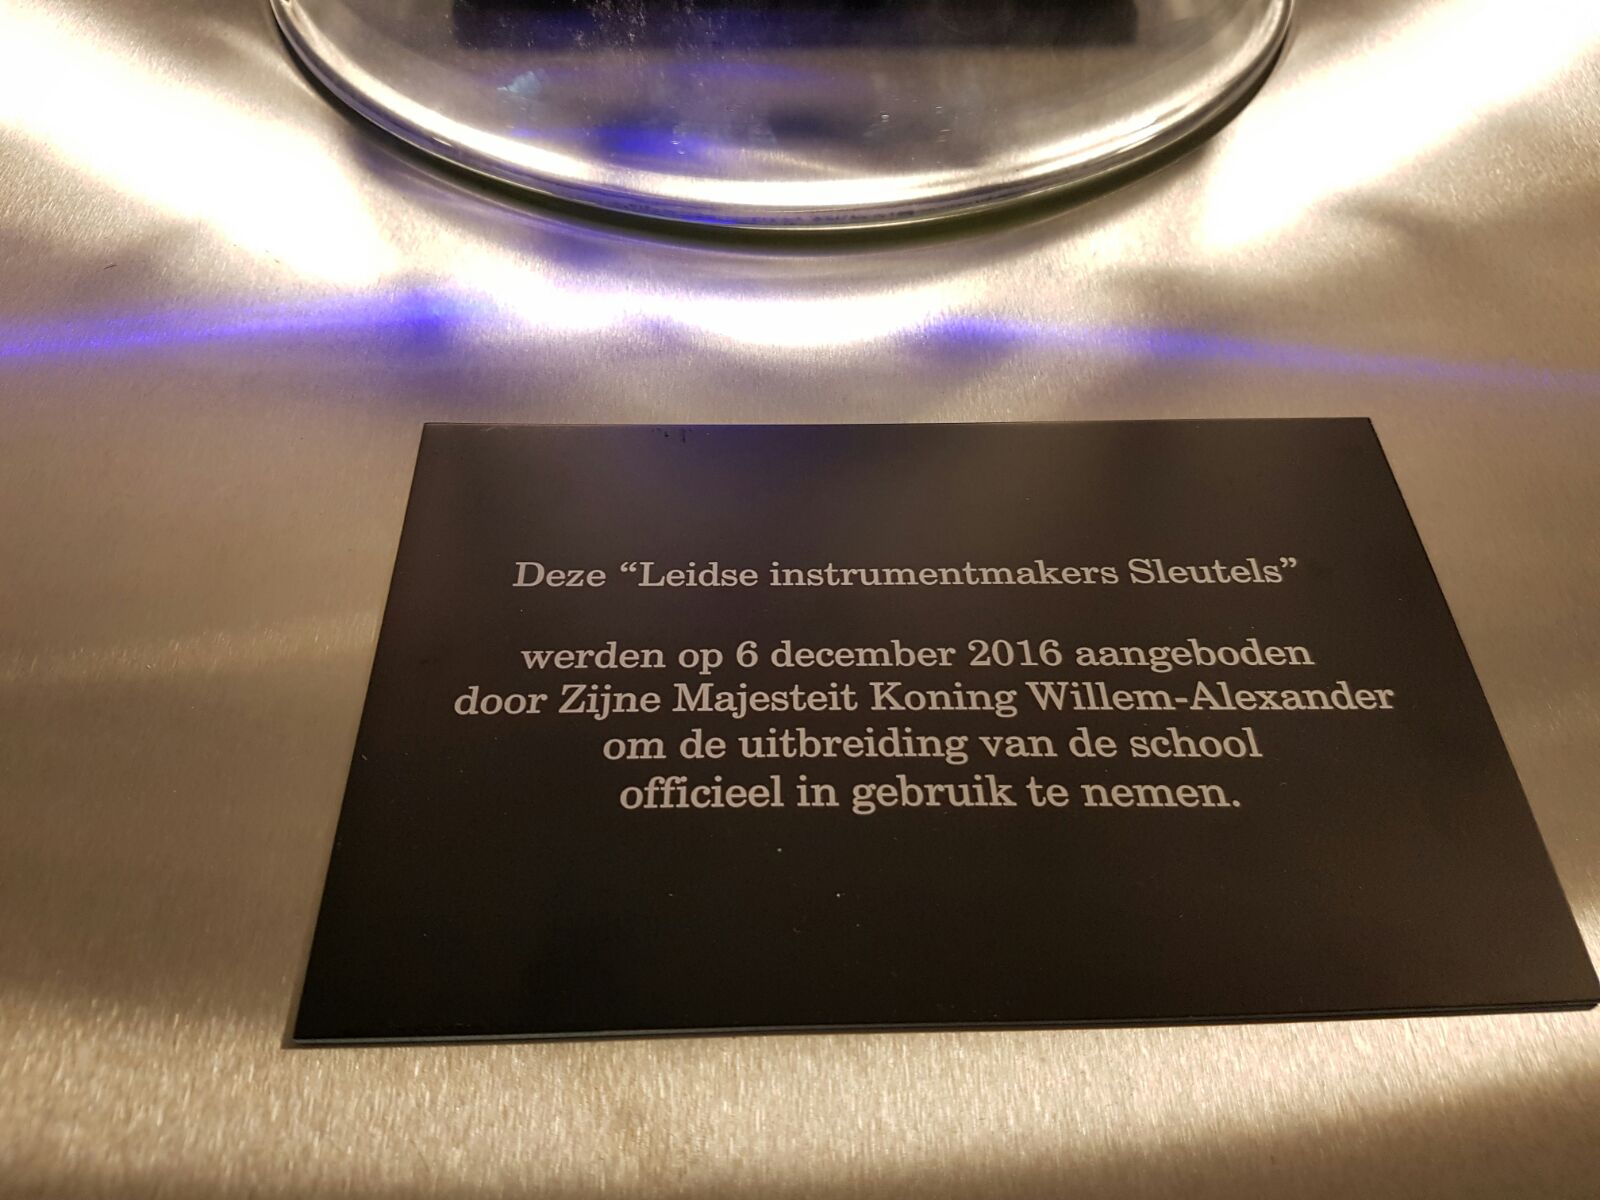 Deze “Leidse instrumentmakers Sleutels”
werden op 6 december 2016 aangeboden
door Zijne Majesteit Koning Willem-Alexander
om de uitbreiding van de school
officieel in gebruik te nemen.